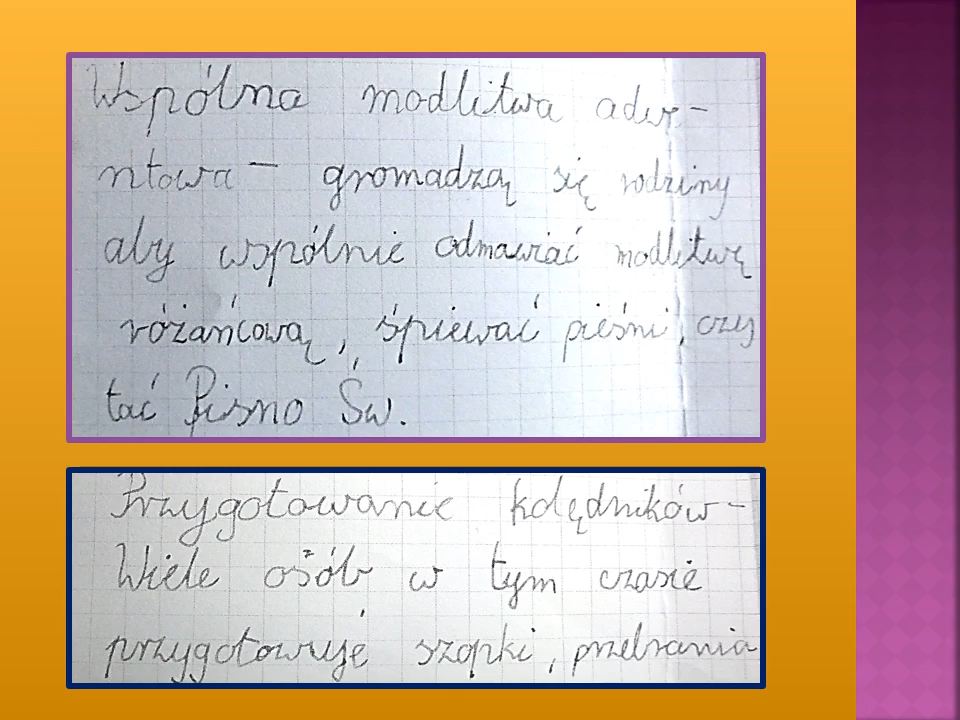 Wspólna modlitwa adw-
ntowa - gromadzą się rodziny
aby wspólnie odmawiać modlitwę
różańcową, śpiewać pieśni, czy
tać Pismo Św.
Przygotowanie kolędników-
Wiele osób w tym czasie
przygotowuje szopki, przebrania